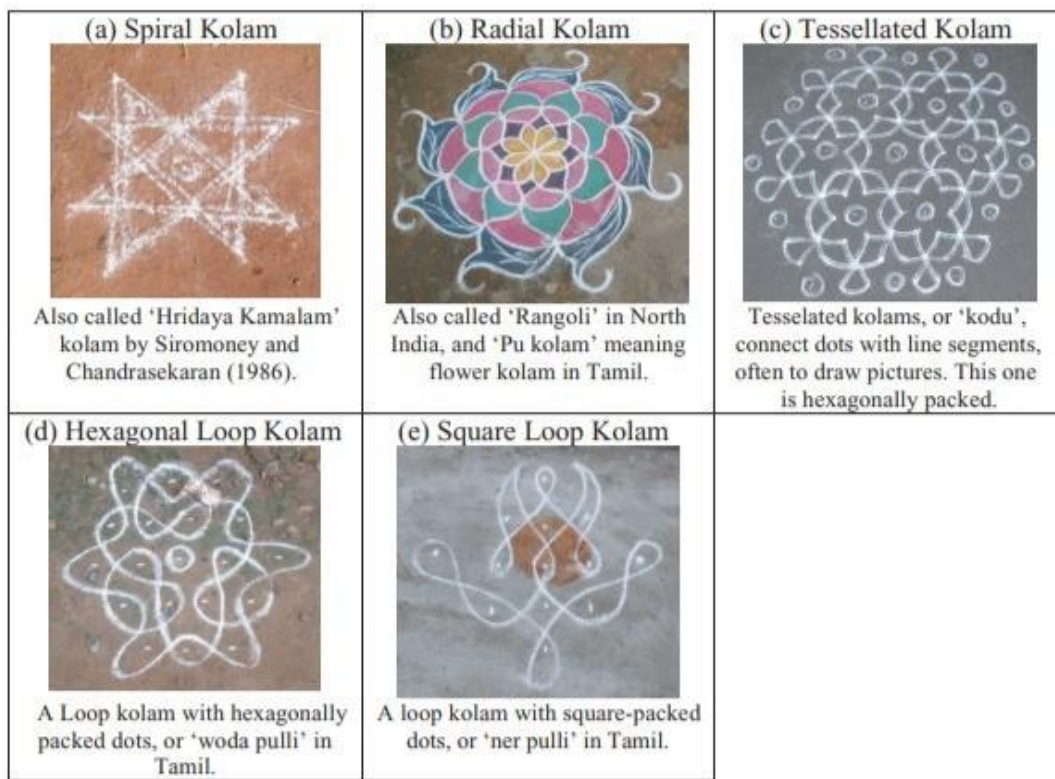 (a) Spiral Kolam
Also called ‘Hridaya Kamalam’
kolam by Siromoney and
Chandrasekaran (1986).
(b) Radial Kolam
Also called ‘Rangoli’ in North
India, and ‘Pu kolam’ meaning
flower kolam in Tamil.
(c) Tessellated Kolam
Tesselated kolams, or ‘kodu’,
connect dots with line segments,
often to draw pictures. This one
is hexagonally packed.
(d) Hexagonal Loop Kolam
A Loop kolam with hexagonally
packed dots, or ‘woda pulli’ in
Tamil.
(e) Square Loop Kolam
A loop kolam with square-packed
dots, or ‘ner pulli’ in Tamil.